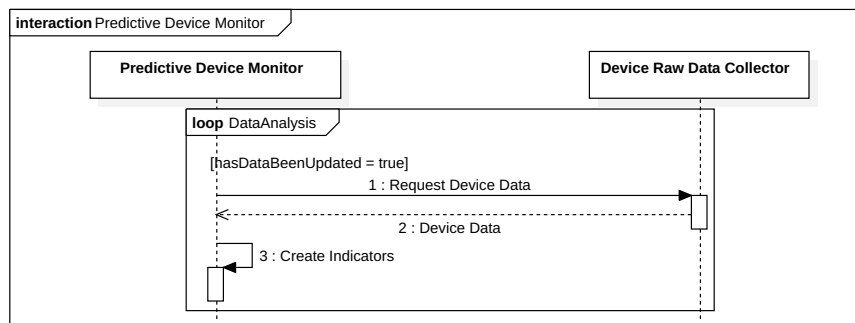 interaction Predictive Device Monitor
Predictive Device Monitor
Device Raw Data Collector
loop DataAnalysis
[hasDataBeenUpdated = true]
1 : Request Device Data
2 : Device Data
3 : Create Indicators